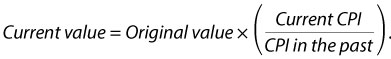 Current value = Original value × (Current CPI / CPI in the past).